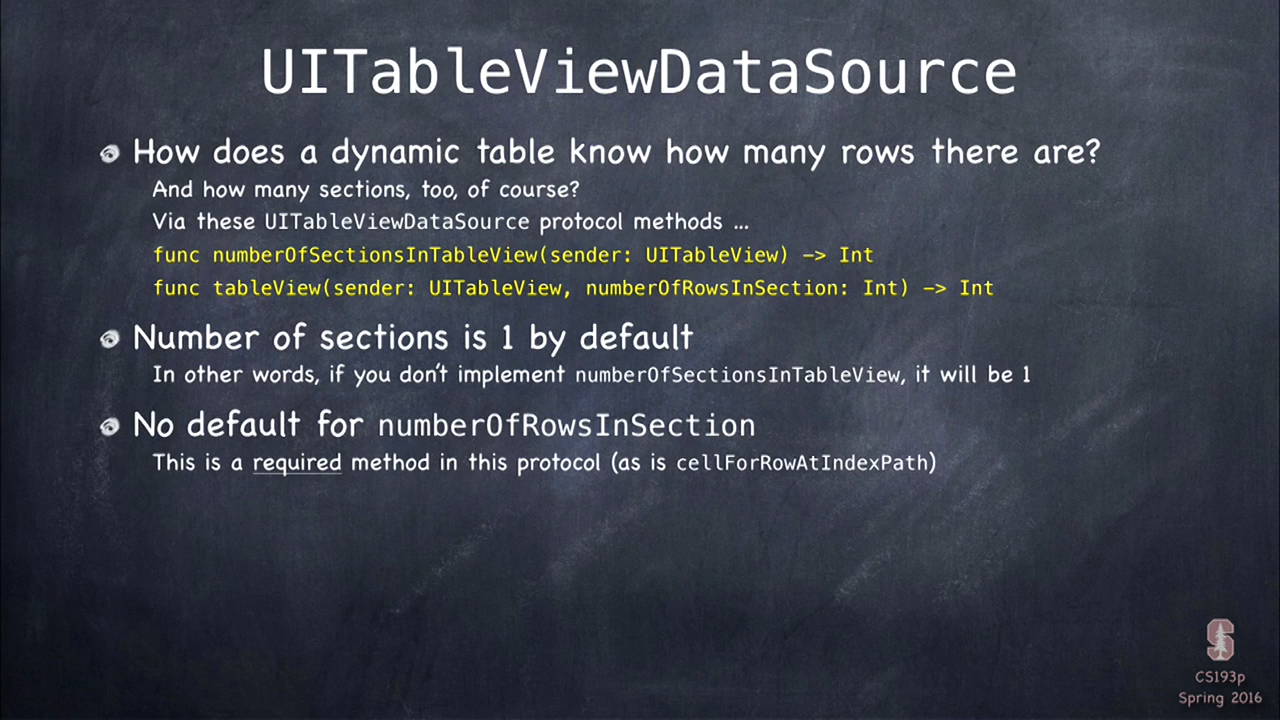 UITableViewDataSource
How does a dynamic table know how many rows there are?
And how many sections, too, of course?
Via these UITableViewDataSource protocol methods ...
func numberOfSectionsInTableView(sender: UITableView) -> Int
func tableView(sender: UITableView, numberOfRowsInSection: Int) -> Int
Number of sections is 1 by default
In other words, if you don't implement numberOfSectionsInTableView, it will be 1
No default for numberOfRowsInSection
This is a required method in this protocol (as is cellForRowAtIndexPath)
S
CS193p
Spring 2016